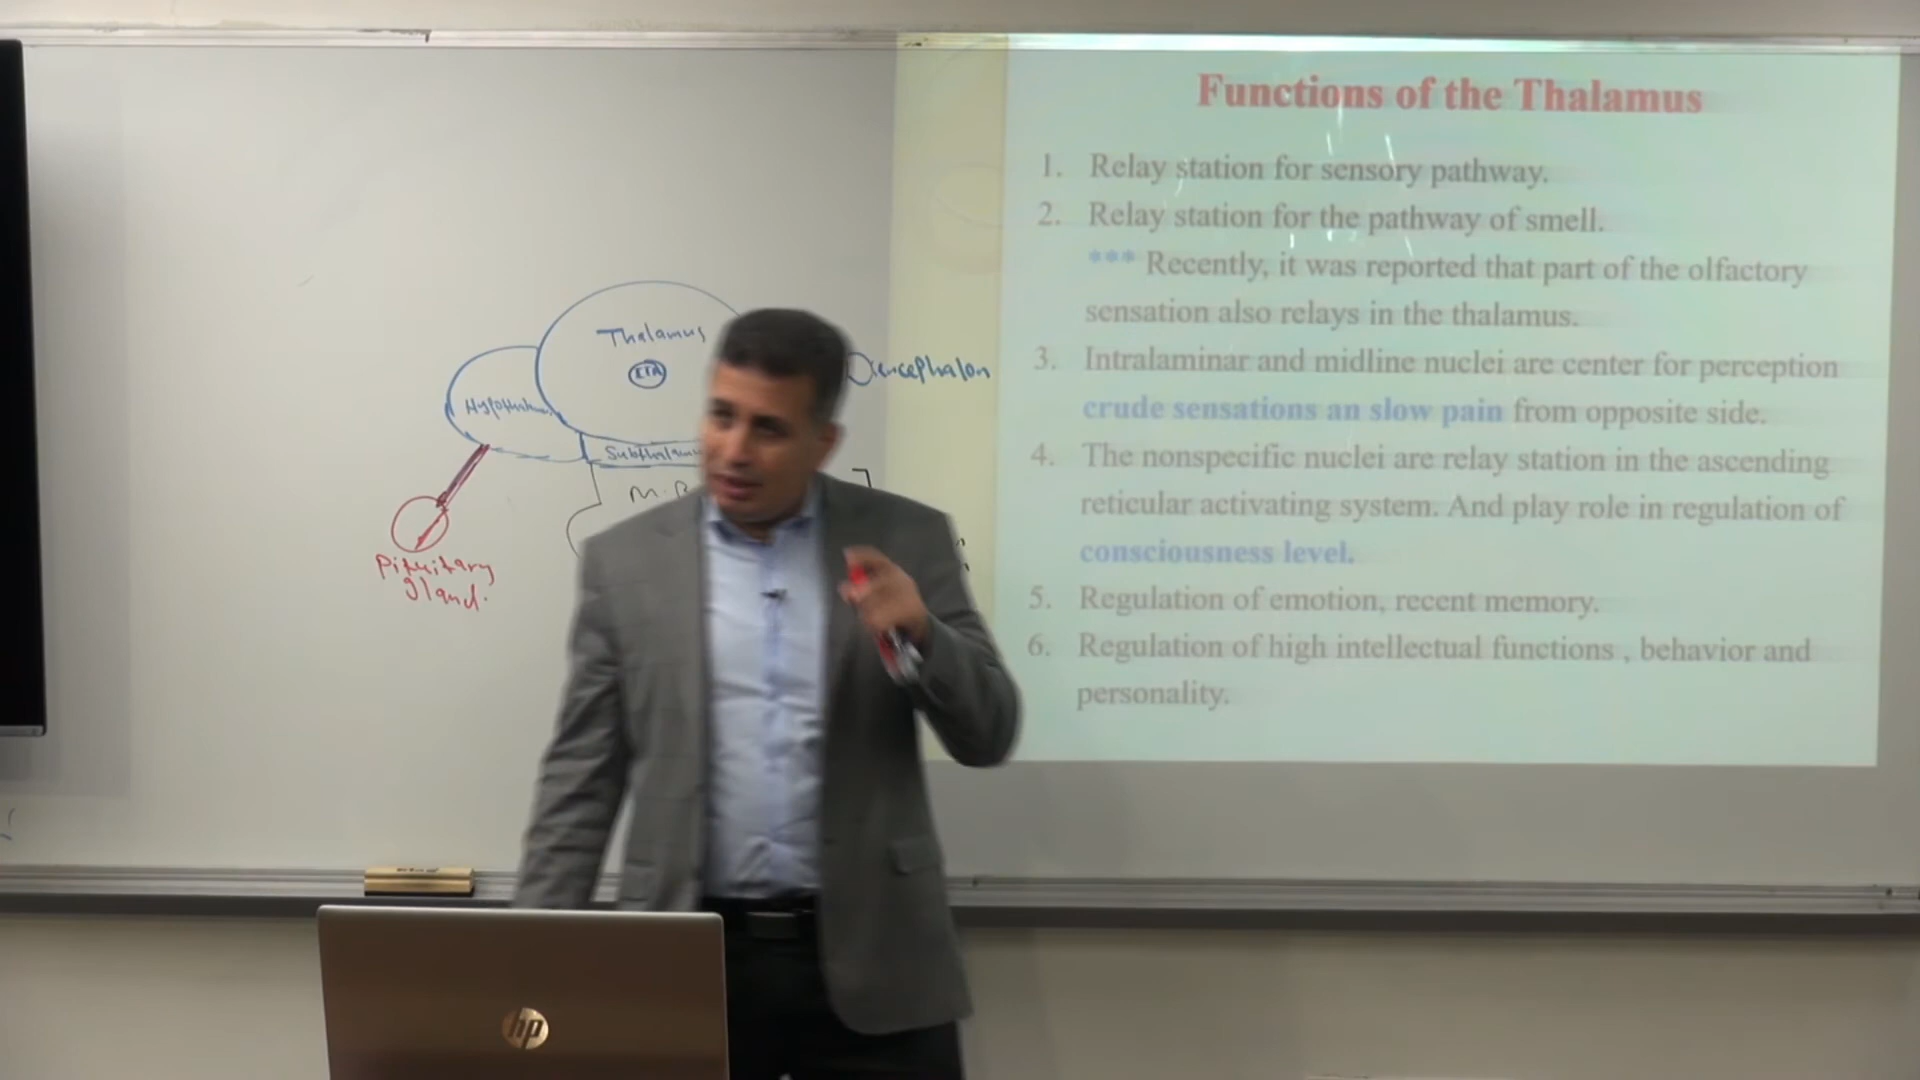 Functions of the Thalamus
1. Relay station for sensory pathway.
2. Relay station for the pathway of smell.
*** Recently, it was reported that part of the olfactory
sensation also relays in the thalamus.
3. Intralaminar and midline nuclei are center for perception
crude sensations an slow pain from opposite side.
4. The nonspecific nuclei are relay station in the ascending
reticular activating system. And play role in regulation of
consciousness level.
5. Regulation of emotion, recent memory.
6. Regulation of high intellectual functions , behavior and
personality.
Thalamus
Pituitary
gland.
hp